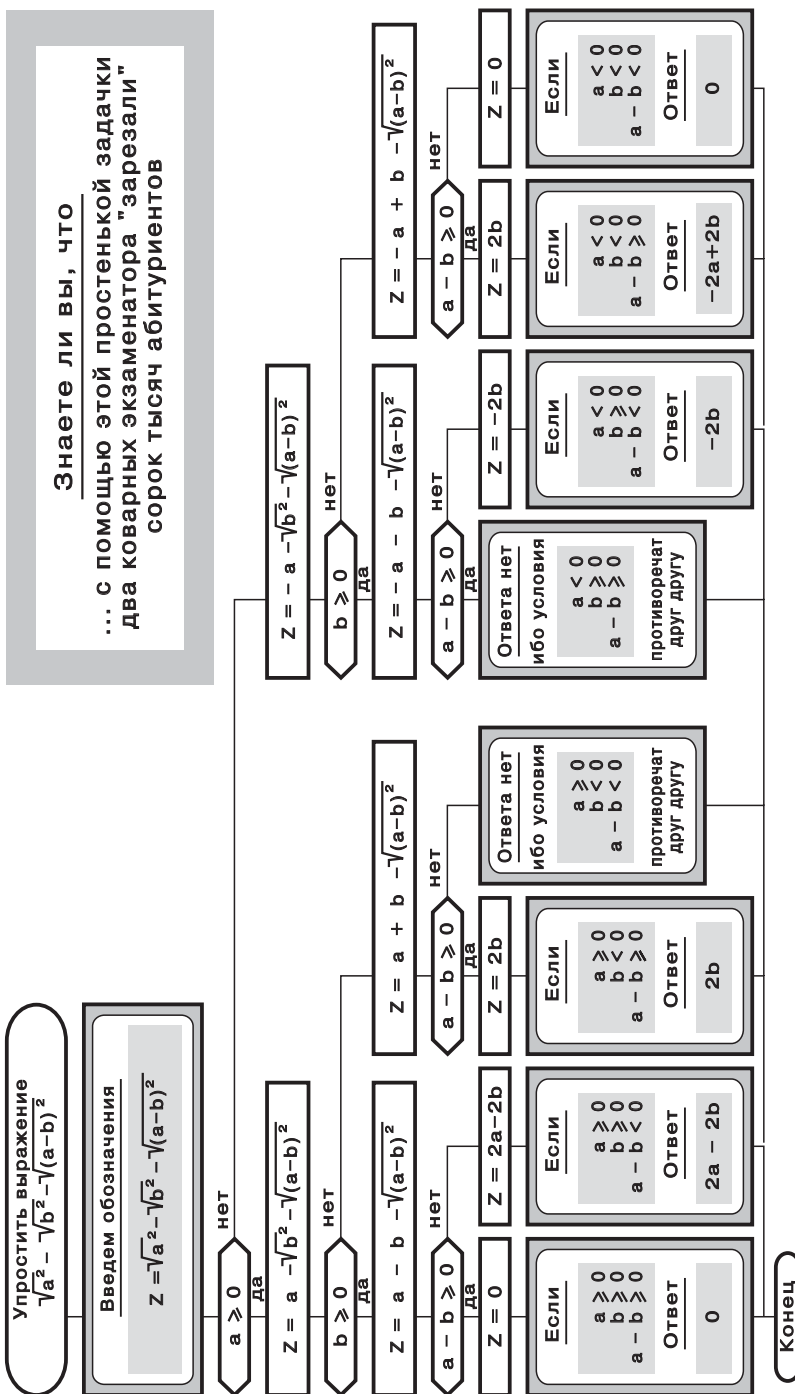 Упростить выражение
√a² − √b² − √(a−b)²
Введем обозначения
Z = √a² − √b² − √(a−b)²
Знаете ли вы, что
... с помощью этой простенькой задачки
два коварных экзаменатора "зарезали"
сорок тысяч абитуриентов
a ⩾ 0
нет
да
Z = a − √b² − √(a−b)²
Z = − a − √b² − √(a−b)²
b ⩾ 0
нет
да
b ⩾ 0
нет
да
Z = a − b − √(a−b)²
Z = a + b − √(a−b)²
Z = − a − b − √(a−b)²
Z = − a + b − √(a−b)²
a − b ⩾ 0
нет
да
a − b ⩾ 0
нет
да
a − b ⩾ 0
нет
да
a − b ⩾ 0
нет
да
Z = 0
Z = 2a−2b
Z = 2b
Z = −2b
Z = 2b
Z = 0
Если
a ⩾ 0
b ⩾ 0
a − b ⩾ 0
Ответ
0
Если
a ⩾ 0
b ⩾ 0
a − b < 0
Ответ
2a − 2b
Если
a ⩾ 0
b < 0
a − b ⩾ 0
Ответ
2b
Ответа нет
ибо условия
a ⩾ 0
b < 0
a − b < 0
противоречат
друг другу
Ответа нет
ибо условия
a < 0
b ⩾ 0
a − b ⩾ 0
противоречат
друг другу
Если
a < 0
b ⩾ 0
a − b < 0
Ответ
−2b
Если
a < 0
b < 0
a − b ⩾ 0
Ответ
−2a+2b
Если
a < 0
b < 0
a − b < 0
Ответ
0
Конец